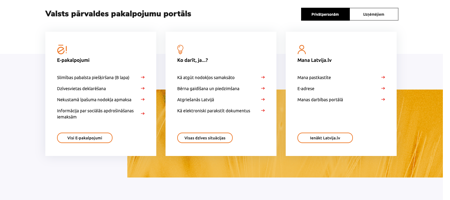 Valsts pārvaldes pakalpojumu portāls
Privātpersonām
Uzņēmējiem
E-pakalpojumi
Slimības pabalsta piešķiršana (B lapa)
Dzīvesvietas deklarēšana
Nekustamā īpašuma nodokļa apmaksa
Informācija par sociālās apdrošināšanas
iemaksām
Visi E-pakalpojumi
Ko darīt, ja...?
Kā atgūt nodokļos samaksāto
Bērna gaidīšana un piedzimšana
Atgriešanās Latvijā
Kā elektroniski parakstīt dokumentus
Visas dzīves situācijas
Mana Latvija.lv
Mana pastkastīte
E-adrese
Manas darbības portālā
Ienākt Latvija.lv